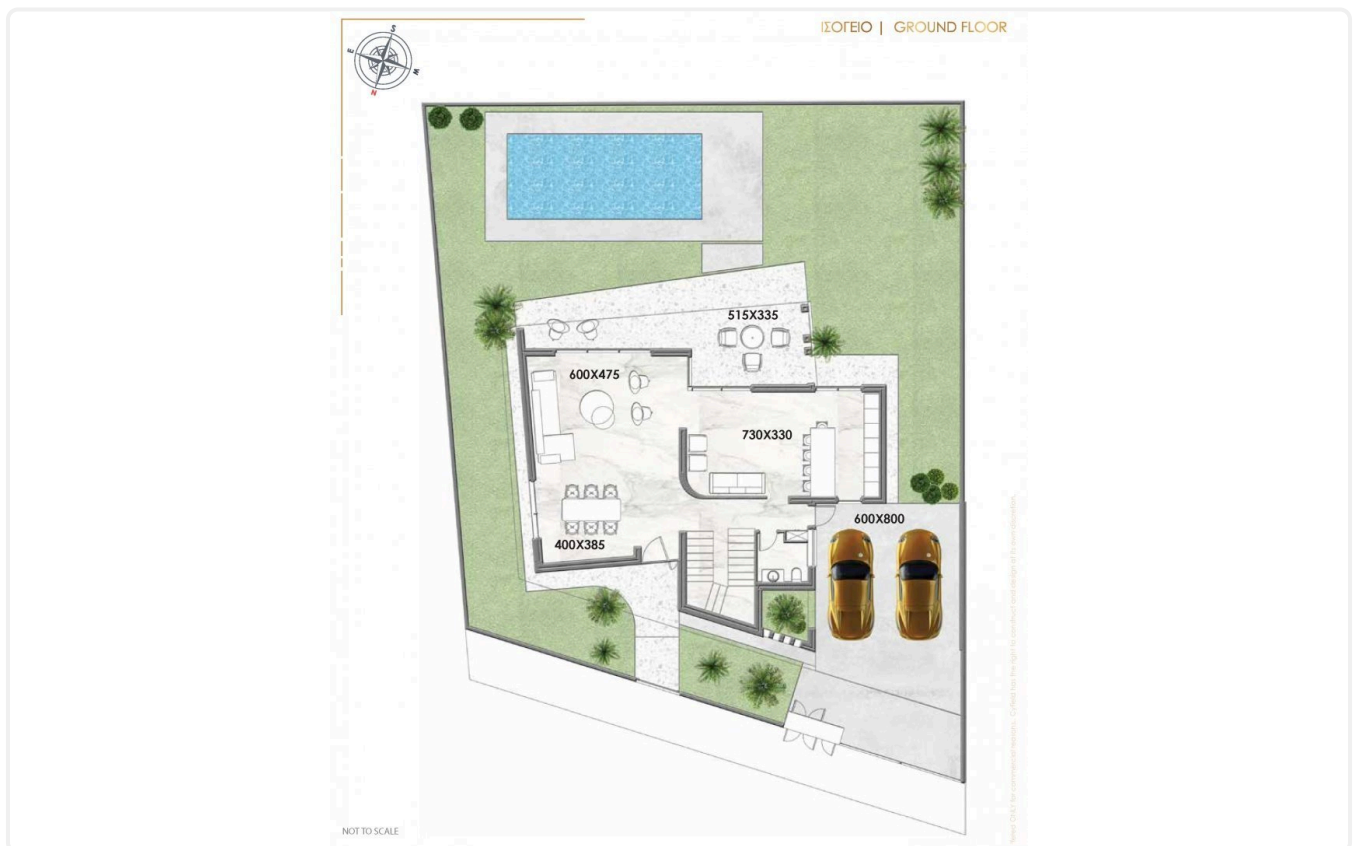 ΙΣΟΓΕΙΟ | GROUND FLOOR
S
E
W
N
515X335
600X475
730X330
600X800
400X385
NOT TO SCALE